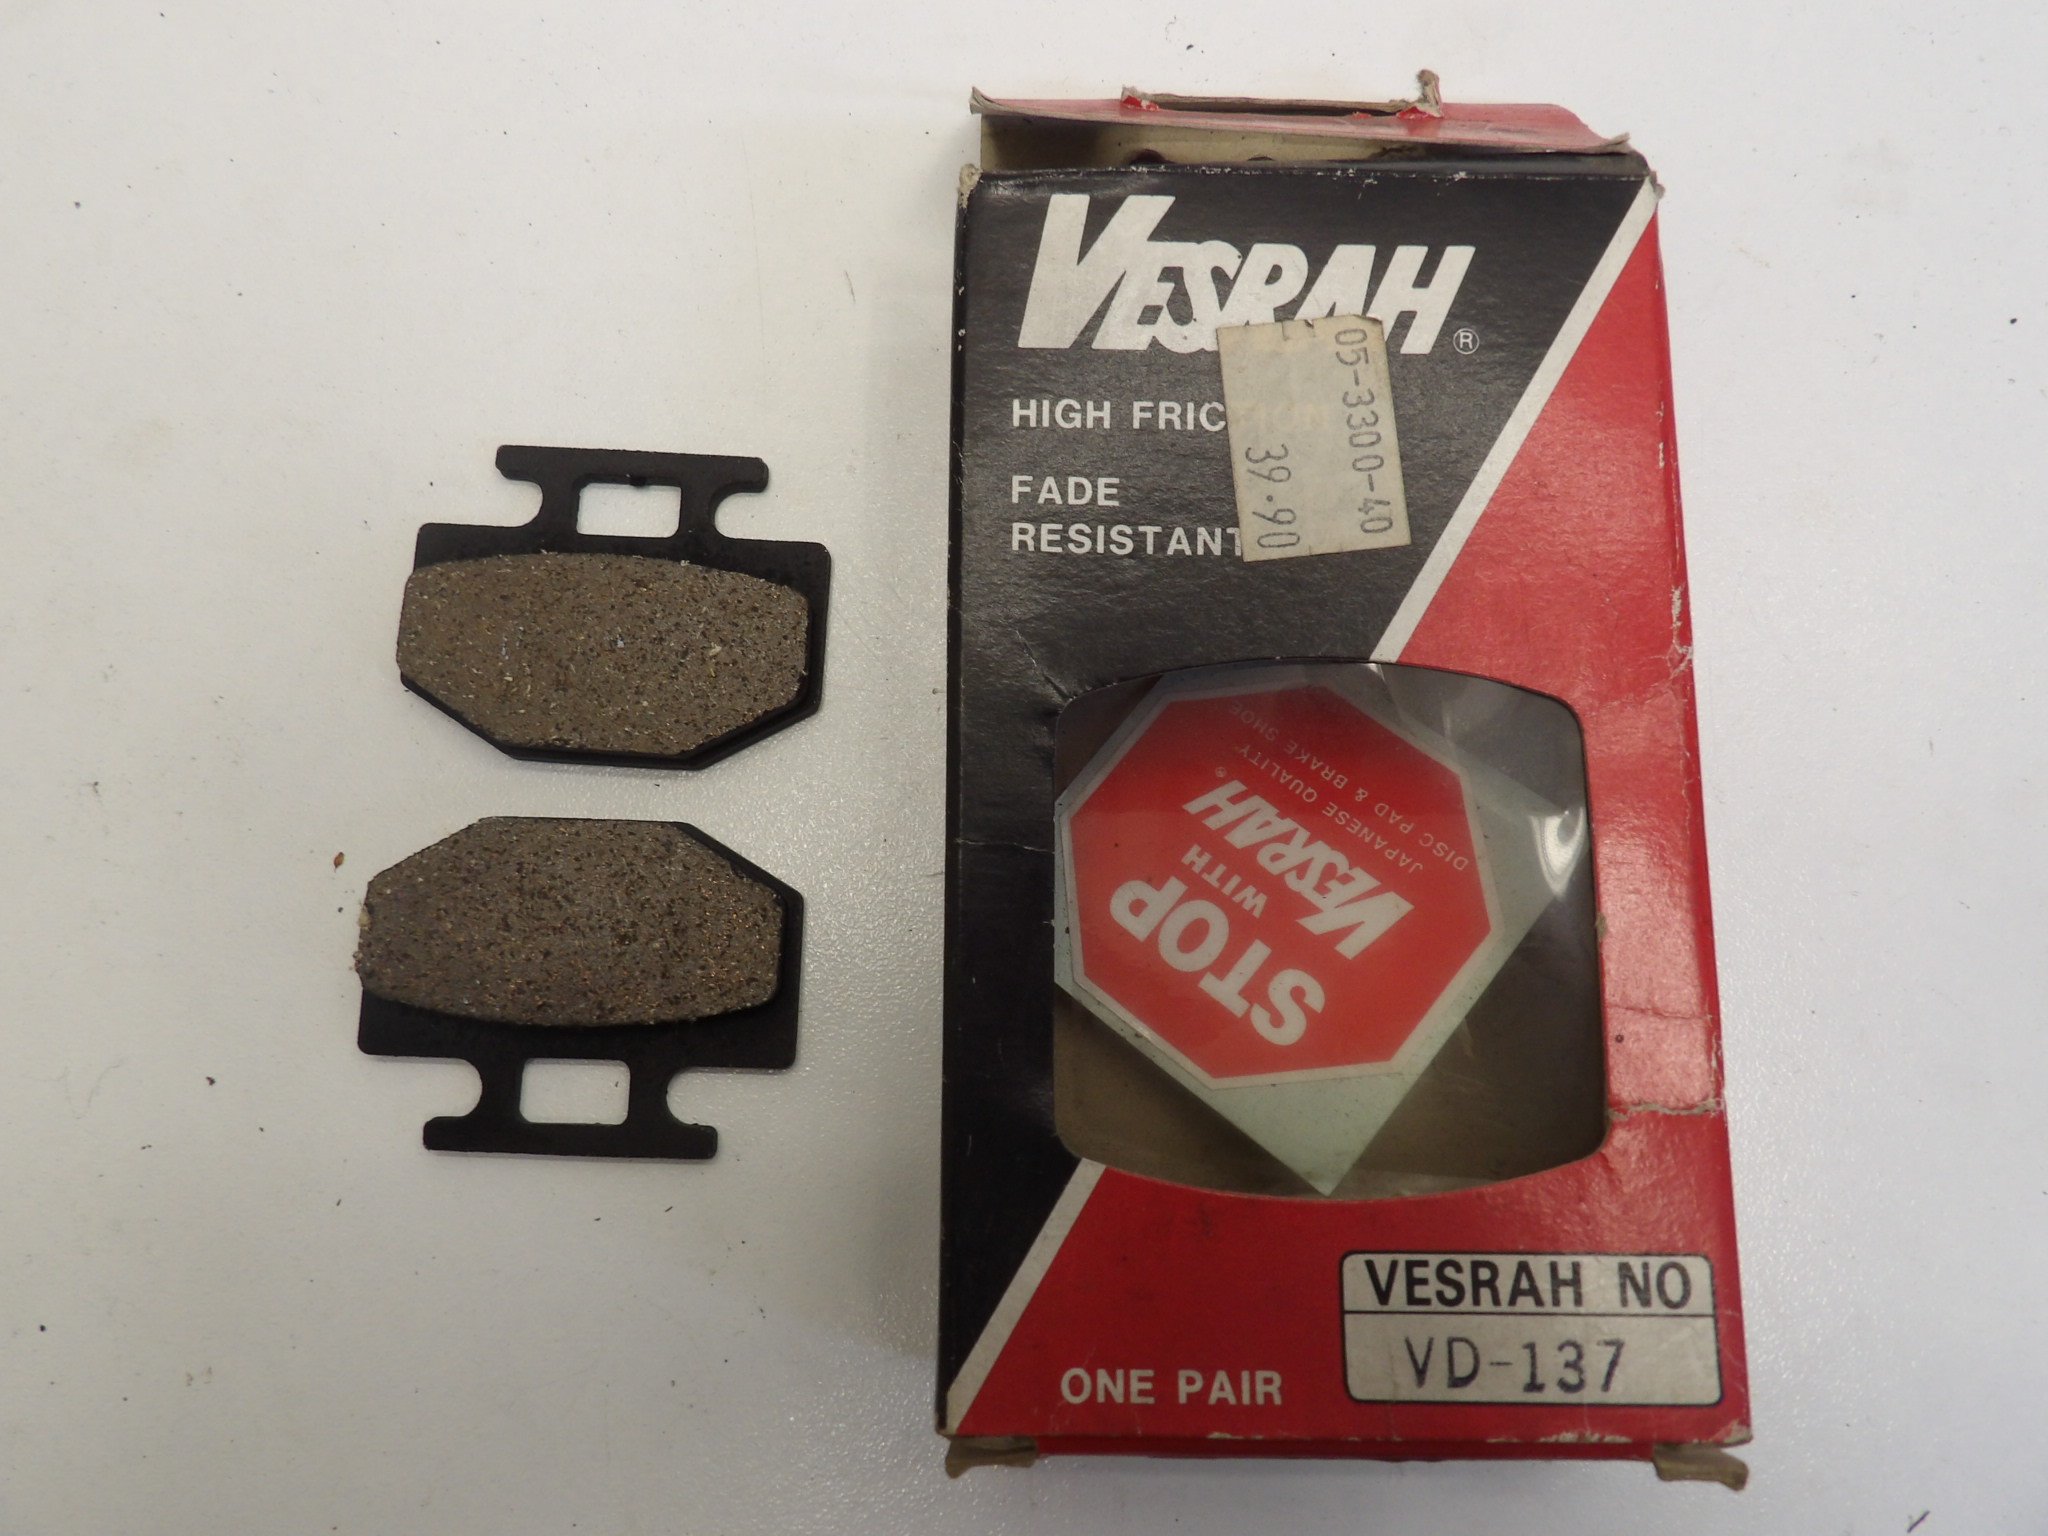 VESRAH®
HIGH FRICTION
FADE
RESISTANT
05-3300-40
39.90
STOP
WITH
VESRAH®
JAPANESE QUALITY
DISC PAD & BRAKE SHOE
ONE PAIR
VESRAH NO
VD-137